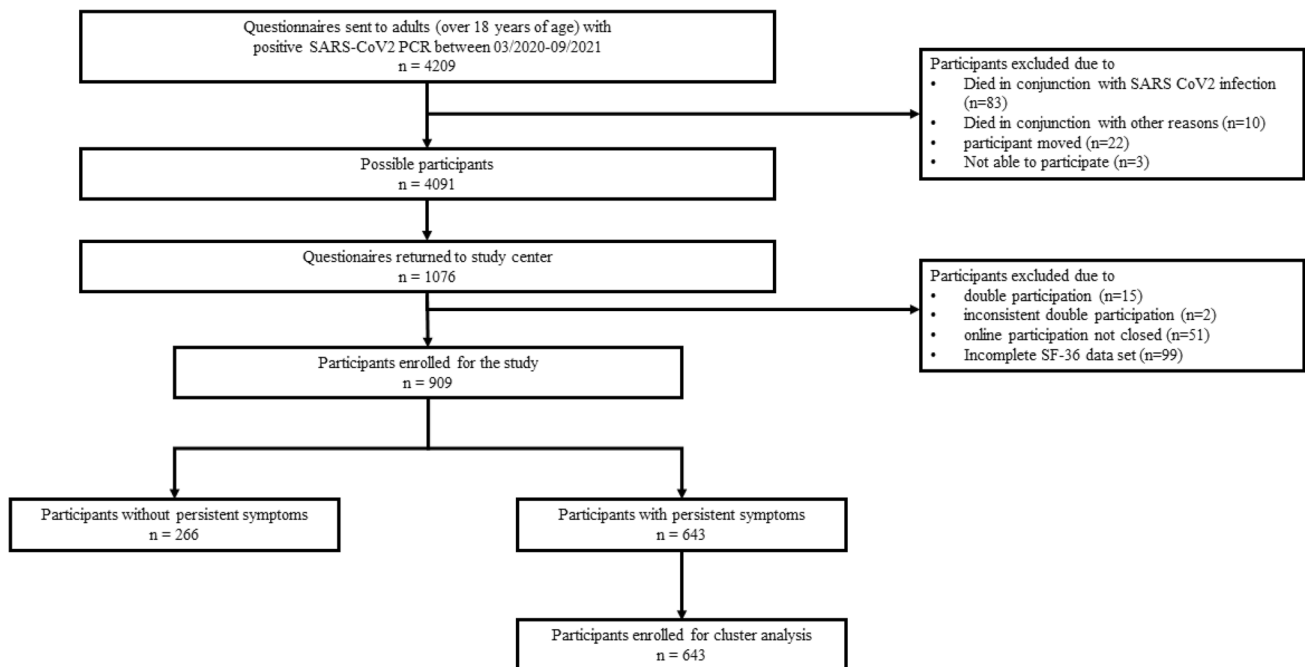 Questionnaires sent to adults (over 18 years of age) with
positive SARS-CoV2 PCR between 03/2020-09/2021
n = 4209
Participants excluded due to
• Died in conjunction with SARS CoV2 infection
(n=83)
• Died in conjunction with other reasons (n=10)
• participant moved (n=22)
• Not able to participate (n=3)
Possible participants
n = 4091
Questionaires returned to study center
n = 1076
Participants excluded due to
• double participation (n=15)
• inconsistent double participation (n=2)
• online participation not closed (n=51)
• Incomplete SF-36 data set (n=99)
Participants enrolled for the study
n = 909
Participants without persistent symptoms
n = 266
Participants with persistent symptoms
n = 643
Participants enrolled for cluster analysis
n = 643